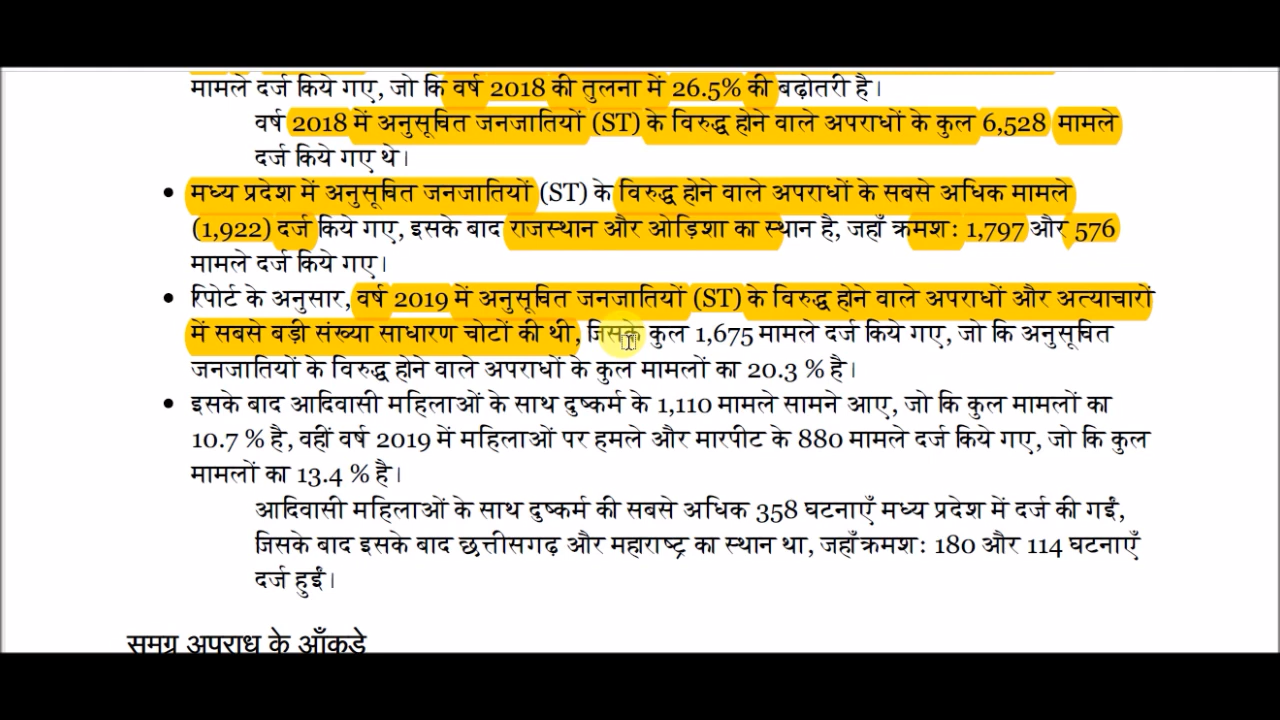 मामले दर्ज किये गए, जो कि वर्ष 2018 की तुलना में 26.5% की बढ़ोतरी है।
वर्ष 2018 में अनुसूचित जनजातियों (ST) के विरुद्ध होने वाले अपराधों के कुल 6,528 मामले
दर्ज किये गए थे।
• मध्य प्रदेश में अनुसूचित जनजातियों (ST) के विरुद्ध होने वाले अपराधों के सबसे अधिक मामले
(1,922) दर्ज किये गए, इसके बाद राजस्थान और ओड़िशा का स्थान है, जहाँ क्रमश: 1,797 और 576
मामले दर्ज किये गए।
• रिपोर्ट के अनुसार, वर्ष 2019 में अनुसूचित जनजातियों (ST) के विरुद्ध होने वाले अपराधों और अत्याचारों
में सबसे बड़ी संख्या साधारण चोटों की थी, जिसके कुल 1,675 मामले दर्ज किये गए, जो कि अनुसूचित
जनजातियों के विरुद्ध होने वाले अपराधों के कुल मामलों का 20.3 % है।
• इसके बाद आदिवासी महिलाओं के साथ दुष्कर्म के 1,110 मामले सामने आए, जो कि कुल मामलों का
10.7 % है, वहीं वर्ष 2019 में महिलाओं पर हमले और मारपीट के 880 मामले दर्ज किये गए, जो कि कुल
मामलों का 13.4 % है।
आदिवासी महिलाओं के साथ दुष्कर्म की सबसे अधिक 358 घटनाएँ मध्य प्रदेश में दर्ज की गईं,
जिसके बाद इसके बाद छत्तीसगढ़ और महाराष्ट्र का स्थान था, जहाँ क्रमश: 180 और 114 घटनाएँ
दर्ज हुईं।
समग्र अपराध के आँकड़े